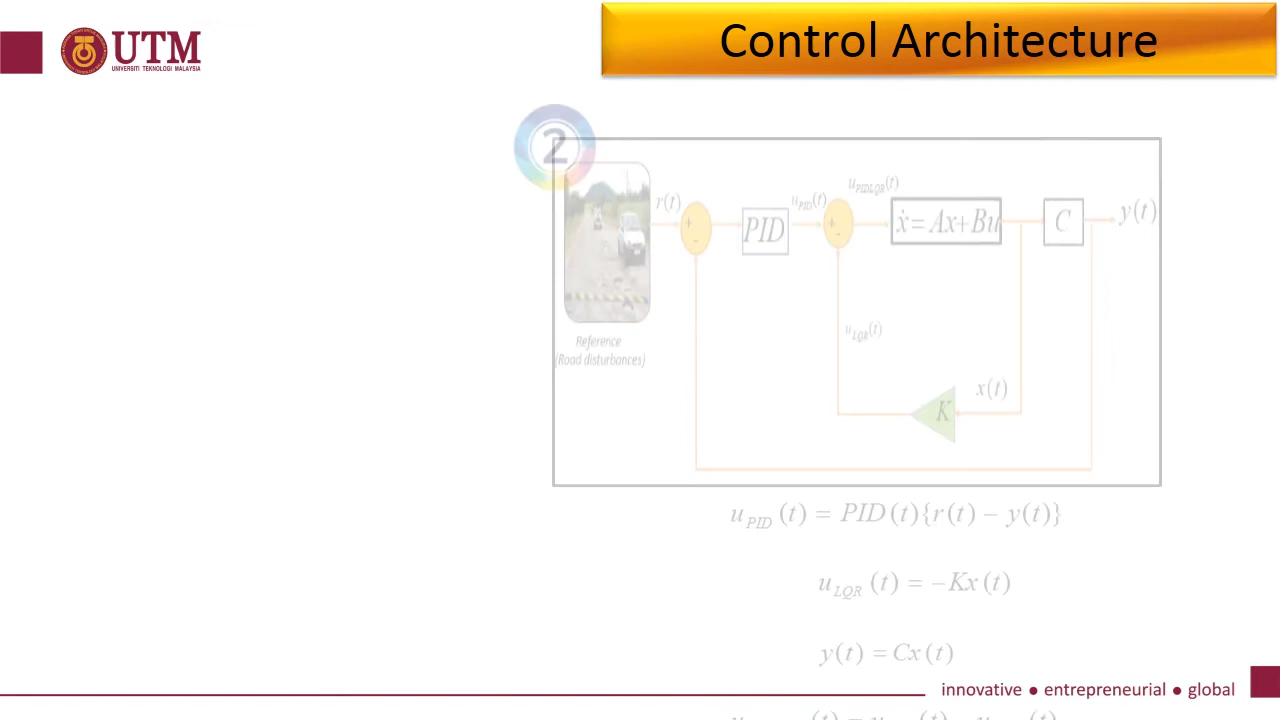 UTM
UNIVERSITI TEKNOLOGI MALAYSIA
Control Architecture
2
r(t)
+
-
PID
u_PID(t)
+
-
u_PIDLQR(t)
ẋ = Ax+Bu
C
y(t)
u_LQR(t)
K
x(t)
Reference
(Road disturbances)
u_PID (t) = PID(t){r(t) − y(t)}
u_LQR (t) = −Kx(t)
y(t) = Cx(t)
innovative ● entrepreneurial ● global